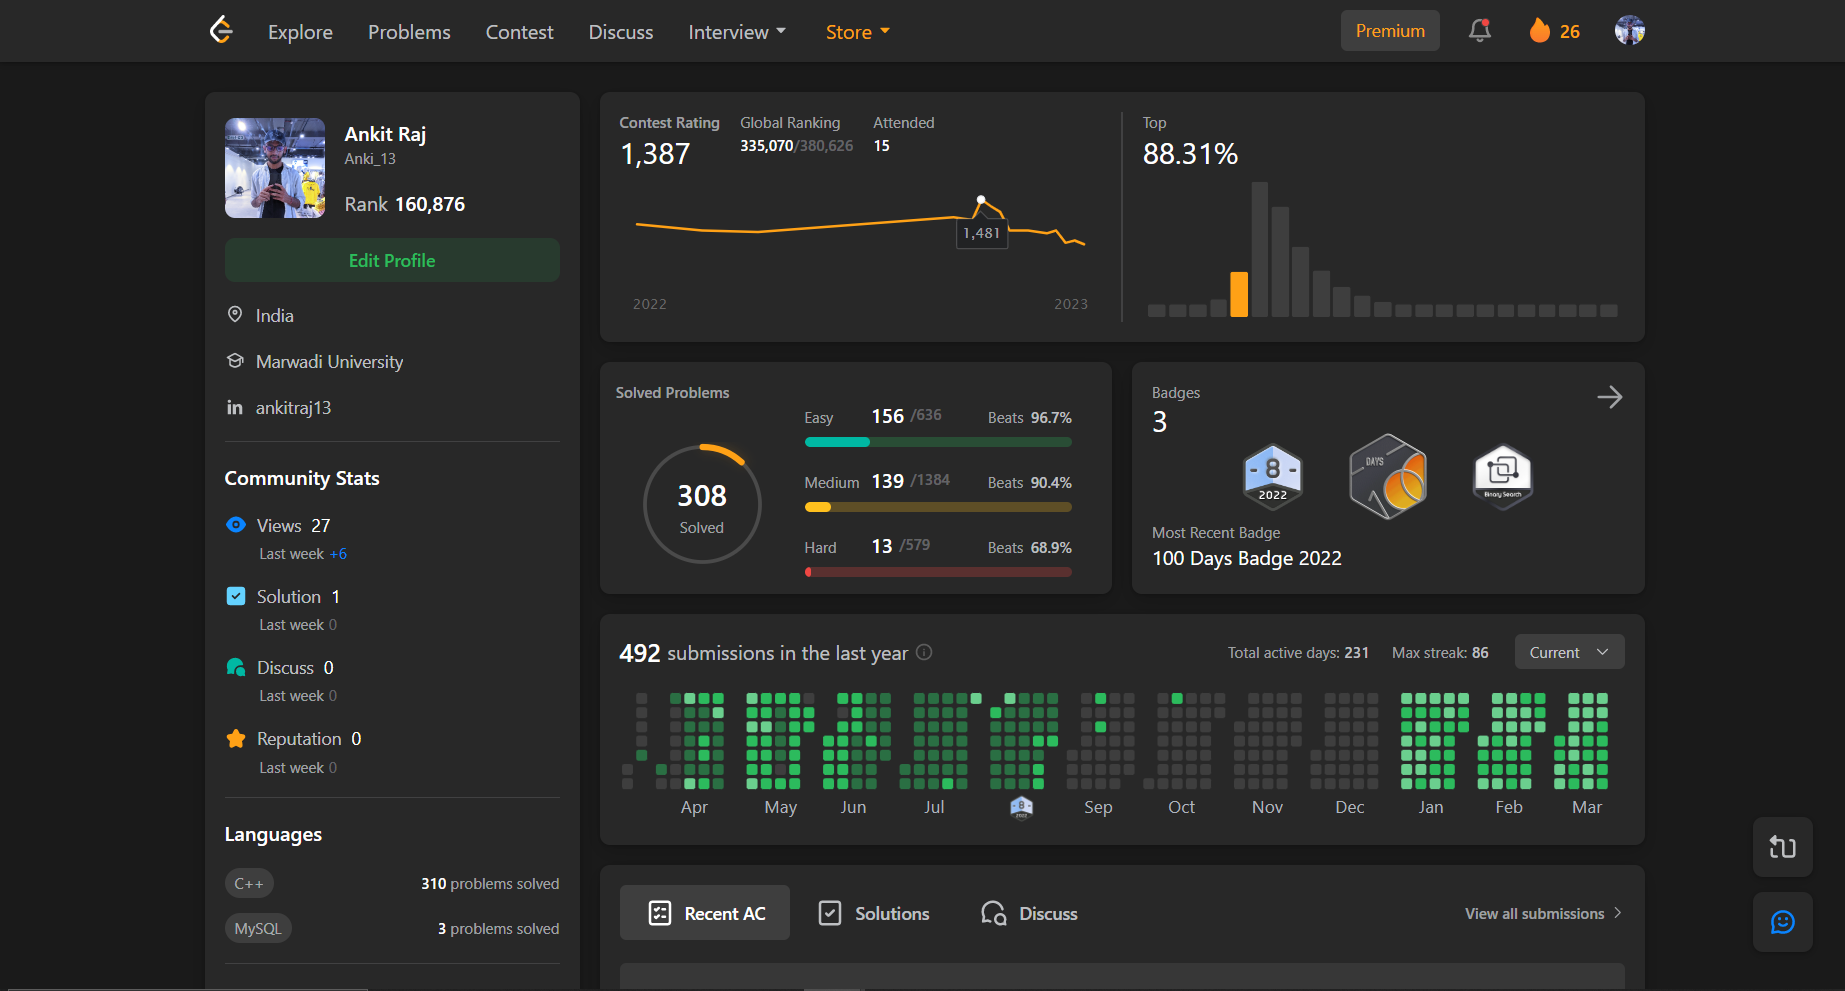 Explore
Problems
Contest
Discuss
Interview
Store
Premium
26
Ankit Raj
Anki_13
Rank 160,876
Edit Profile
India
Marwadi University
in ankitraj13
Community Stats
Views 27
Last week +6
Solution 1
Last week 0
Discuss 0
Last week 0
Reputation 0
Last week 0
Languages
C++ 310 problems solved
MySQL 3 problems solved
Contest Rating
1,387
Global Ranking
335,070/380,626
Attended
15
1,481
2022 2023
Top
88.31%
Solved Problems
308
Solved
Easy 156 /636 Beats 96.7%
Medium 139 /1384 Beats 90.4%
Hard 13 /579 Beats 68.9%
Badges
3
8
2022
DAYS
Binary Search
Most Recent Badge
100 Days Badge 2022
492 submissions in the last year
Total active days: 231 Max streak: 86 Current
Apr May Jun Jul 8 Sep Oct Nov Dec Jan Feb Mar
2022
Recent AC
Solutions
Discuss
View all submissions